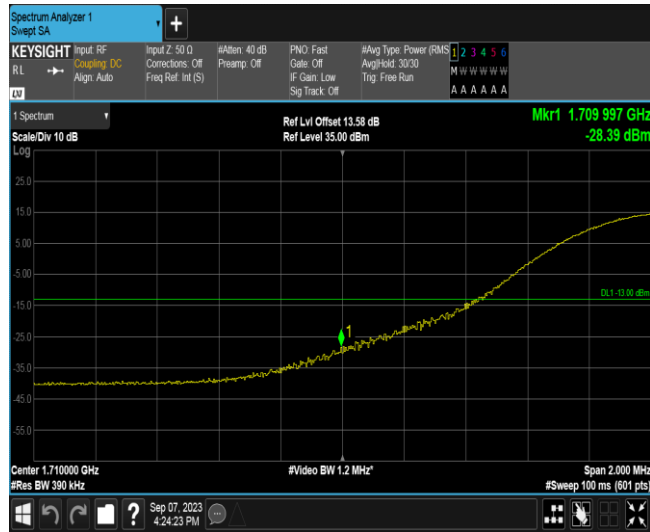 Spectrum Analyzer 1
Swept SA
KEYSIGHT
RL
LXI
Input: RF
Coupling: DC
Align: Auto
Input Z: 50 Ω
Corrections: Off
Freq Ref: Int (S)
#Atten: 40 dB
Preamp: Off
PNO: Fast
Gate: Off
IF Gain: Low
Sig Track: Off
#Avg Type: Power (RMS
Avg|Hold: 30/30
Trig: Free Run
1 2 3 4 5 6
M W W W W W
A A A A A A
1 Spectrum
Scale/Div 10 dB
Ref Lvl Offset 13.58 dB
Ref Level 35.00 dBm
Mkr1 1.709 997 GHz
-28.39 dBm
Log
25.0
15.0
5.00
-5.00
-15.0
-25.0
-35.0
-45.0
-55.0
DL1 -13.00 dBm
1
Center 1.710000 GHz
#Video BW 1.2 MHz*
Span 2.000 MHz
#Res BW 390 kHz
#Sweep 100 ms (601 pts)
?
Sep 07, 2023
4:24:23 PM